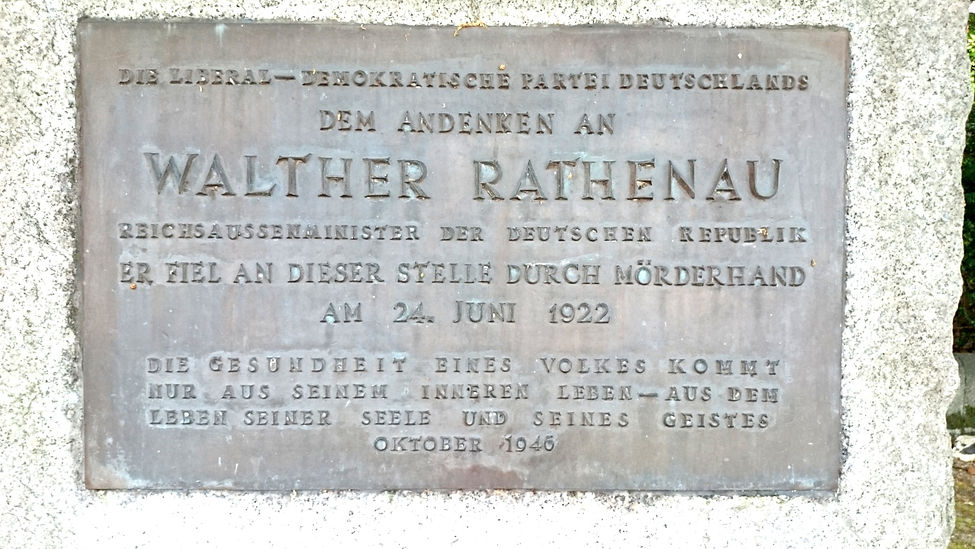 DIE LIBERAL–DEMOKRATISCHE PARTEI DEUTSCHLANDS
DEM ANDENKEN AN
WALTHER RATHENAU
REICHSAUSSENMINISTER DER DEUTSCHEN REPUBLIK
ER FIEL AN DIESER STELLE DURCH MÖRDERHAND
AM 24. JUNI 1922
DIE GESUNDHEIT EINES VOLKES KOMMT
NUR AUS SEINEM INNEREN LEBEN–AUS DEM
LEBEN SEINER SEELE UND SEINES GEISTES
OKTOBER 1946